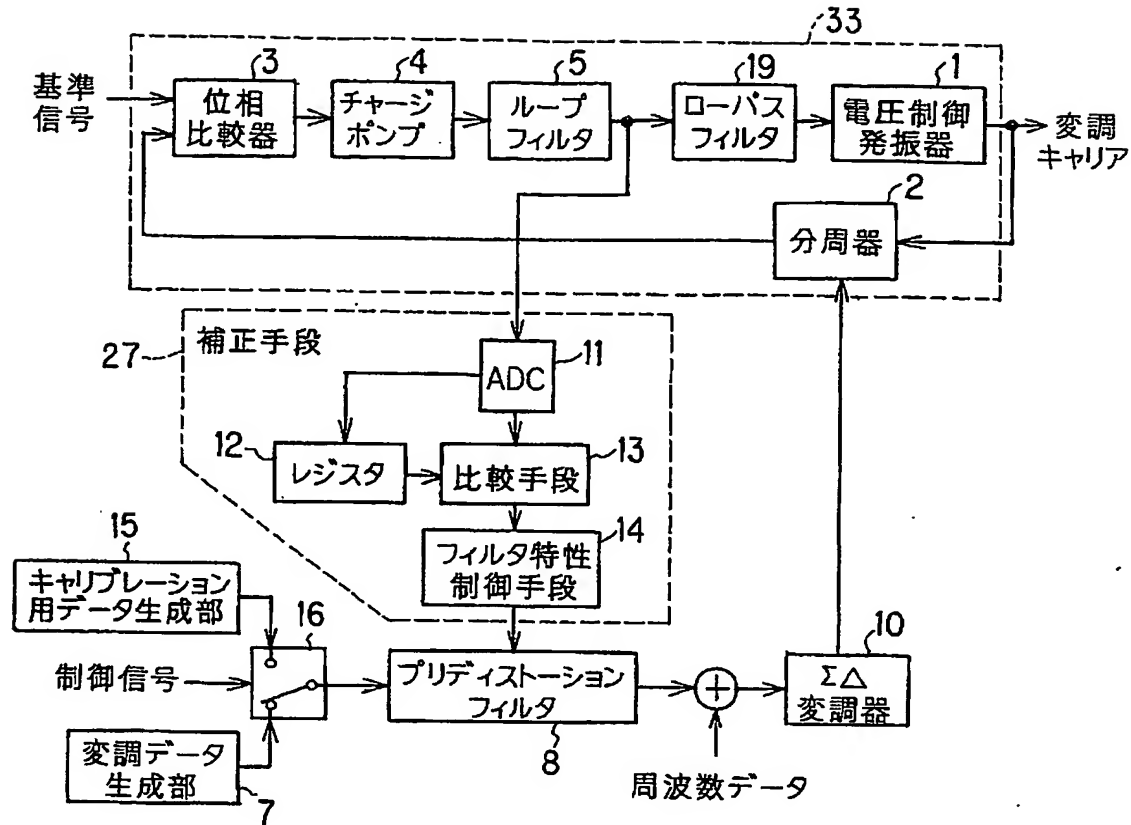 33
3
4
5
19
1
基準
信号
位相
比較器
チャージ
ポンプ
ループ
フィルタ
ローパス
フィルタ
電圧制御
発振器
変調
キャリア
2
分周器
27
補正手段
11
ADC
12
レジスタ
13
比較手段
14
フィルタ特性
制御手段
15
キャリブレーション
用データ生成部
16
制御信号
プリディストーション
フィルタ
8
+
10
ΣΔ
変調器
変調データ
生成部
7
周波数データ